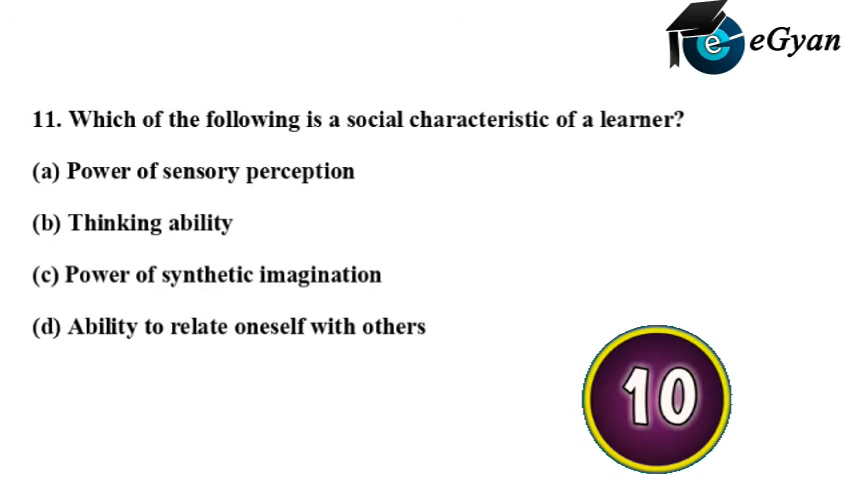 e eGyan
11. Which of the following is a social characteristic of a learner?
(a) Power of sensory perception
(b) Thinking ability
(c) Power of synthetic imagination
(d) Ability to relate oneself with others
10